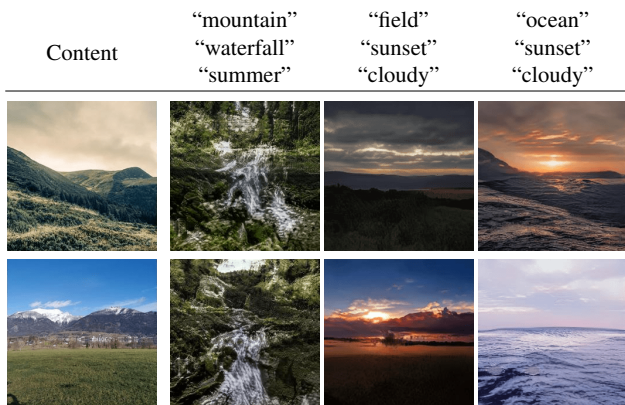 Content
“mountain”
“waterfall”
“summer”
“field”
“sunset”
“cloudy”
“ocean”
“sunset”
“cloudy”